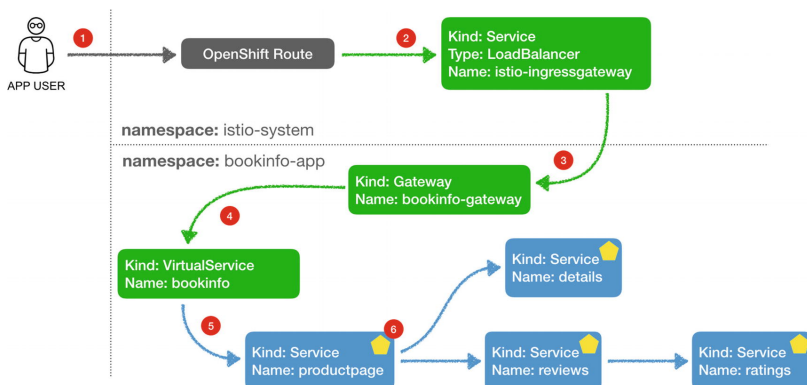 1
2
Kind: Service
Type: LoadBalancer
Name: istio-ingressgateway
OpenShift Route
APP USER
namespace: istio-system
namespace: bookinfo-app
3
Kind: Gateway
Name: bookinfo-gateway
4
Kind: VirtualService
Name: bookinfo
Kind: Service
Name: details
5
6
Kind: Service
Name: productpage
Kind: Service
Name: reviews
Kind: Service
Name: ratings